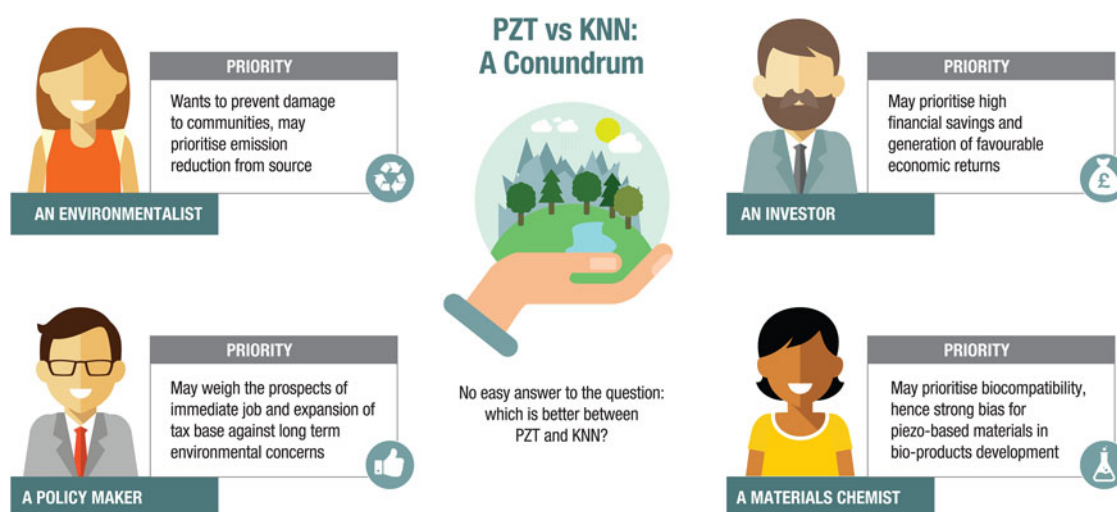 PZT vs KNN:
A Conundrum
PRIORITY
Wants to prevent damage
to communities, may
prioritise emission
reduction from source
AN ENVIRONMENTALIST
PRIORITY
May prioritise high
financial savings and
generation of favourable
economic returns
£
AN INVESTOR
PRIORITY
May weigh the prospects of
immediate job and expansion of
tax base against long term
environmental concerns
A POLICY MAKER
No easy answer to the question:
which is better between
PZT and KNN?
PRIORITY
May prioritise biocompatibility,
hence strong bias for
piezo-based materials in
bio-products development
A MATERIALS CHEMIST